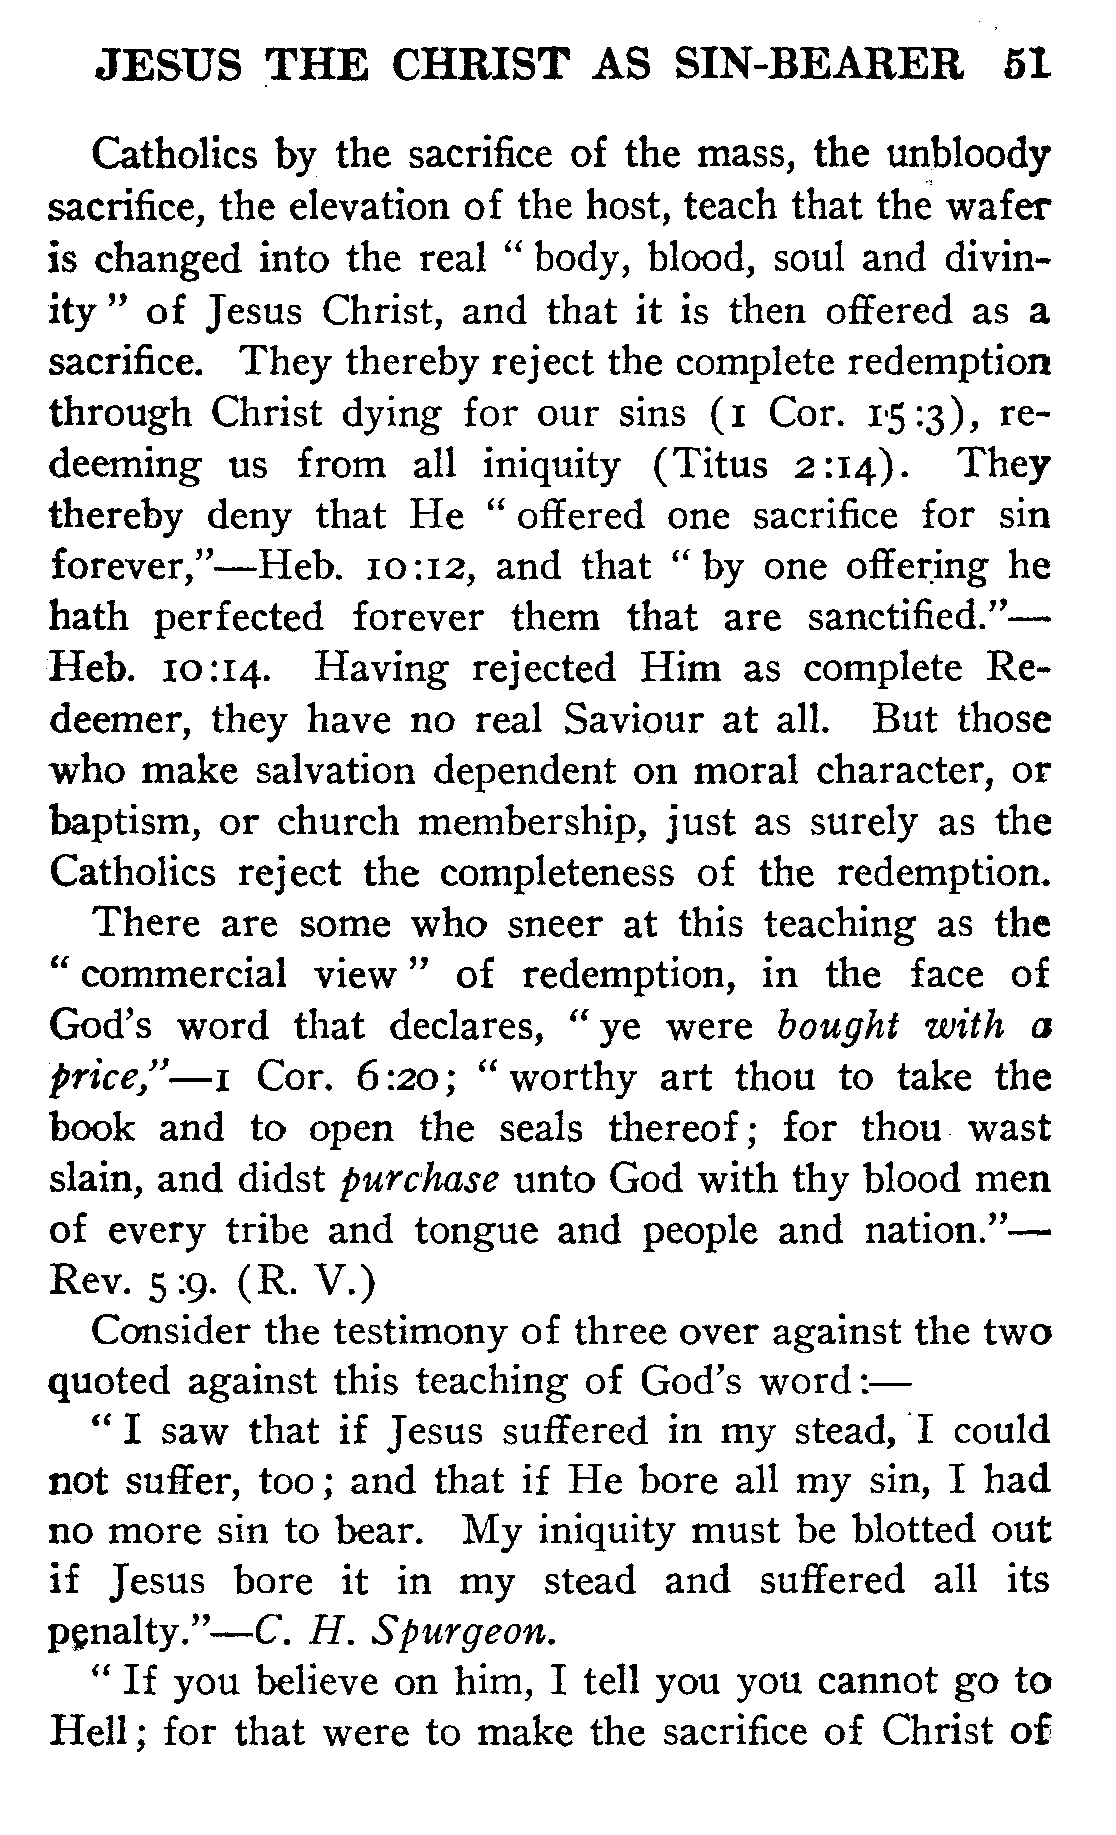 JESUS THE CHRIST AS SIN-BEARER 51
Catholics by the sacrifice of the mass, the unbloody
sacrifice, the elevation of the host, teach that the wafer
is changed into the real “ body, blood, soul and divin-
ity ” of Jesus Christ, and that it is then offered as a
sacrifice. They thereby reject the complete redemption
through Christ dying for our sins (1 Cor. 15:3), re-
deeming us from all iniquity (Titus 2:14). They
thereby deny that He “ offered one sacrifice for sin
forever,”—Heb. 10:12, and that “ by one offering he
hath perfected forever them that are sanctified.”—
Heb. 10:14. Having rejected Him as complete Re-
deemer, they have no real Saviour at all. But those
who make salvation dependent on moral character, or
baptism, or church membership, just as surely as the
Catholics reject the completeness of the redemption.
There are some who sneer at this teaching as the
“ commercial view ” of redemption, in the face of
God’s word that declares, “ ye were bought with a
price,”—1 Cor. 6:20; “ worthy art thou to take the
book and to open the seals thereof; for thou wast
slain, and didst purchase unto God with thy blood men
of every tribe and tongue and people and nation.”—
Rev. 5:9. (R. V.)
Consider the testimony of three over against the two
quoted against this teaching of God’s word:—
“ I saw that if Jesus suffered in my stead, I could
not suffer, too; and that if He bore all my sin, I had
no more sin to bear. My iniquity must be blotted out
if Jesus bore it in my stead and suffered all its
penalty.”—C. H. Spurgeon.
“ If you believe on him, I tell you you cannot go to
Hell; for that were to make the sacrifice of Christ of